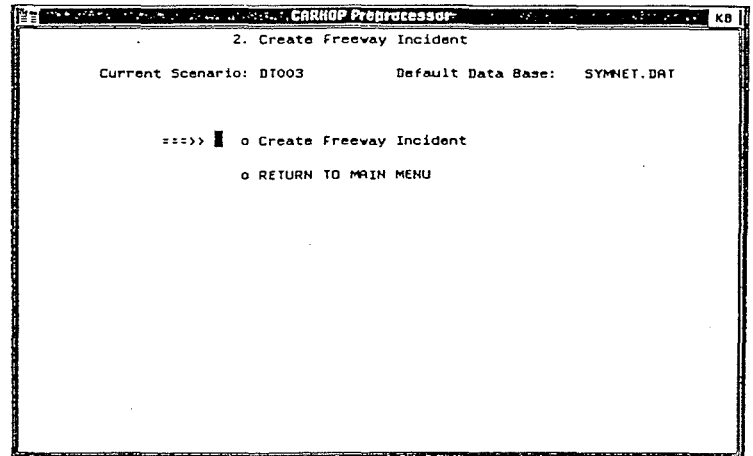 CARHOP Preprocessor
KB
2. Create Freeway Incident
Current Scenario: DT003 Default Data Base: SYMNET.DAT
===>> o Create Freeway Incident
o RETURN TO MAIN MENU